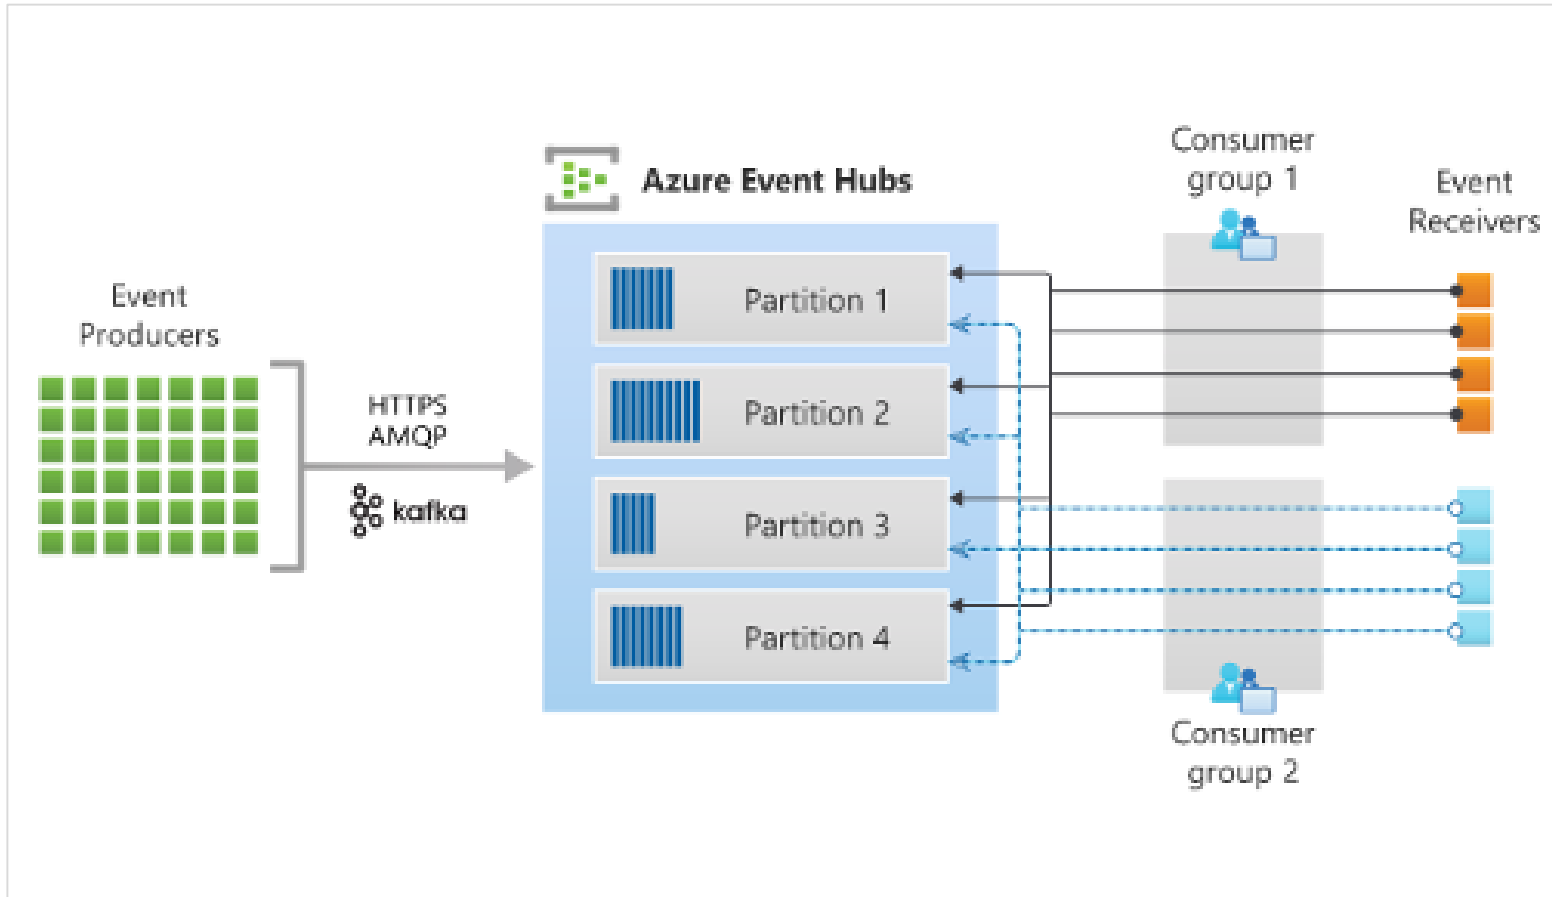 Event
Producers
HTTPS
AMQP
kafka
Azure Event Hubs
Partition 1
Partition 2
Partition 3
Partition 4
Consumer
group 1
Consumer
group 2
Event
Receivers